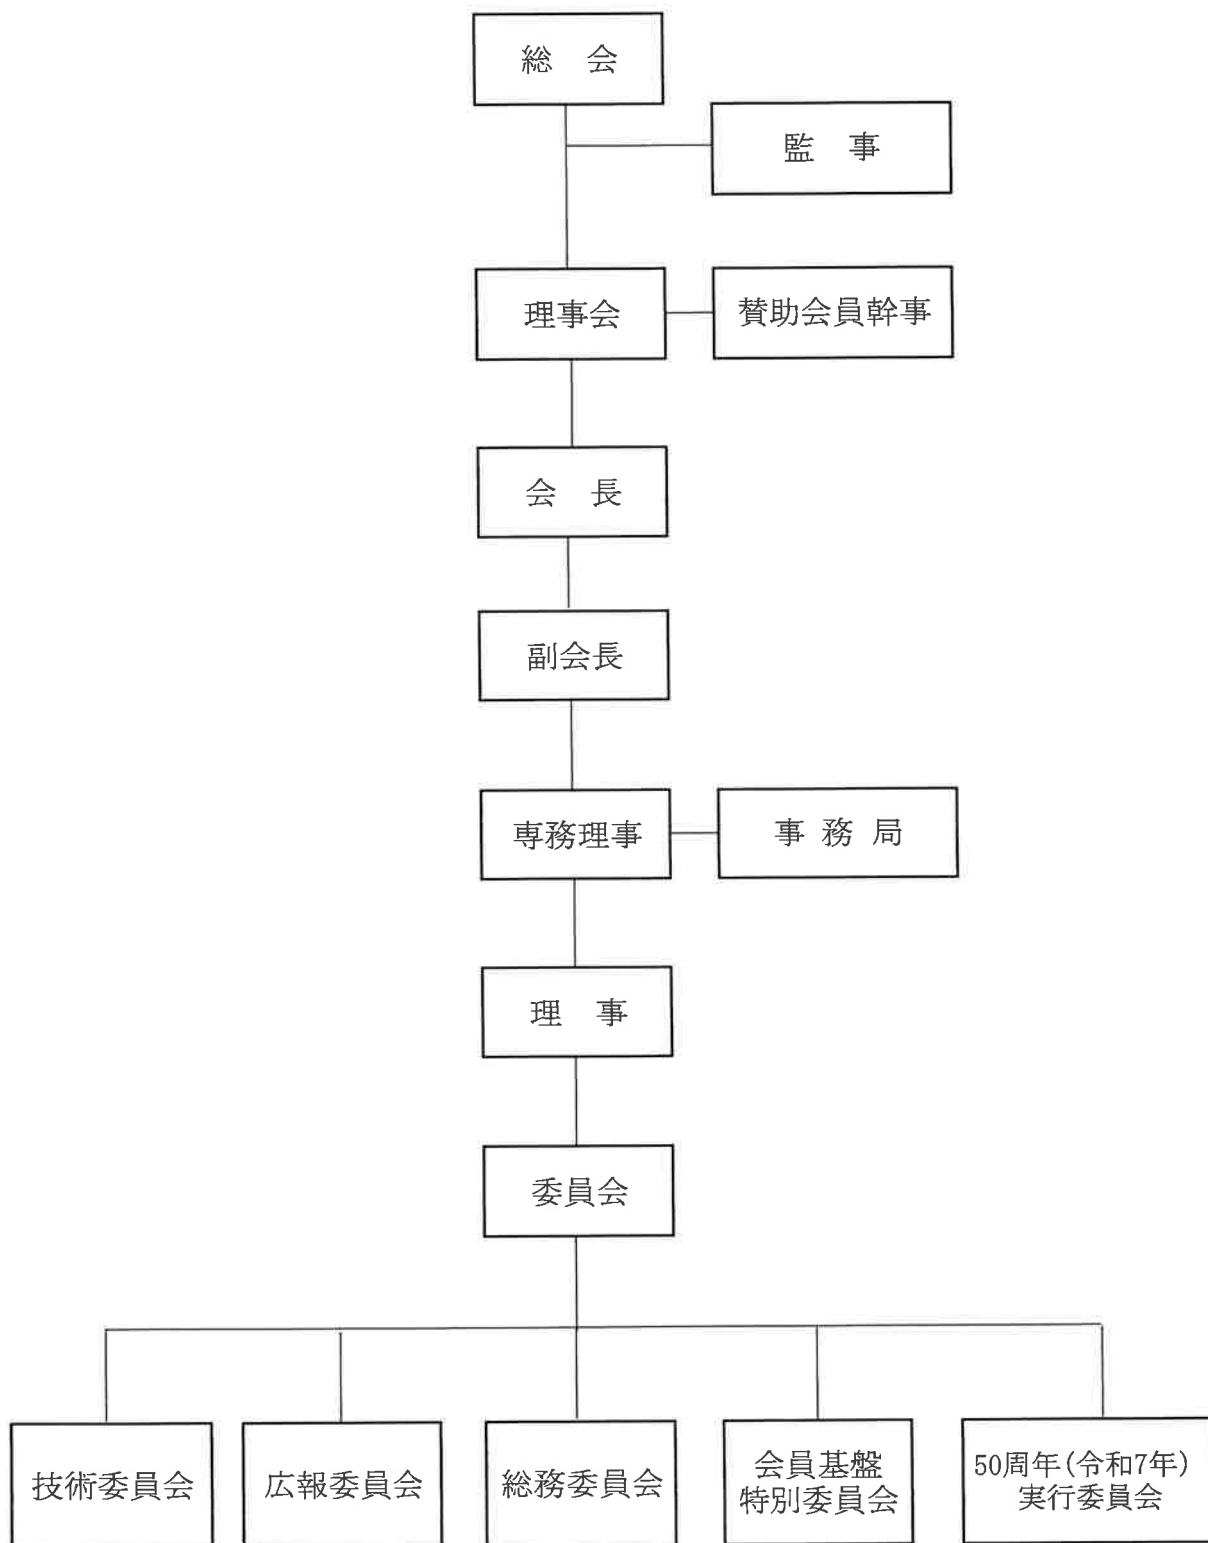 総　会
監　事
理事会
賛助会員幹事
会　長
副会長
専務理事
事 務 局
理　事
委員会
技術委員会
広報委員会
総務委員会
会員基盤
特別委員会
50周年(令和7年)
実行委員会